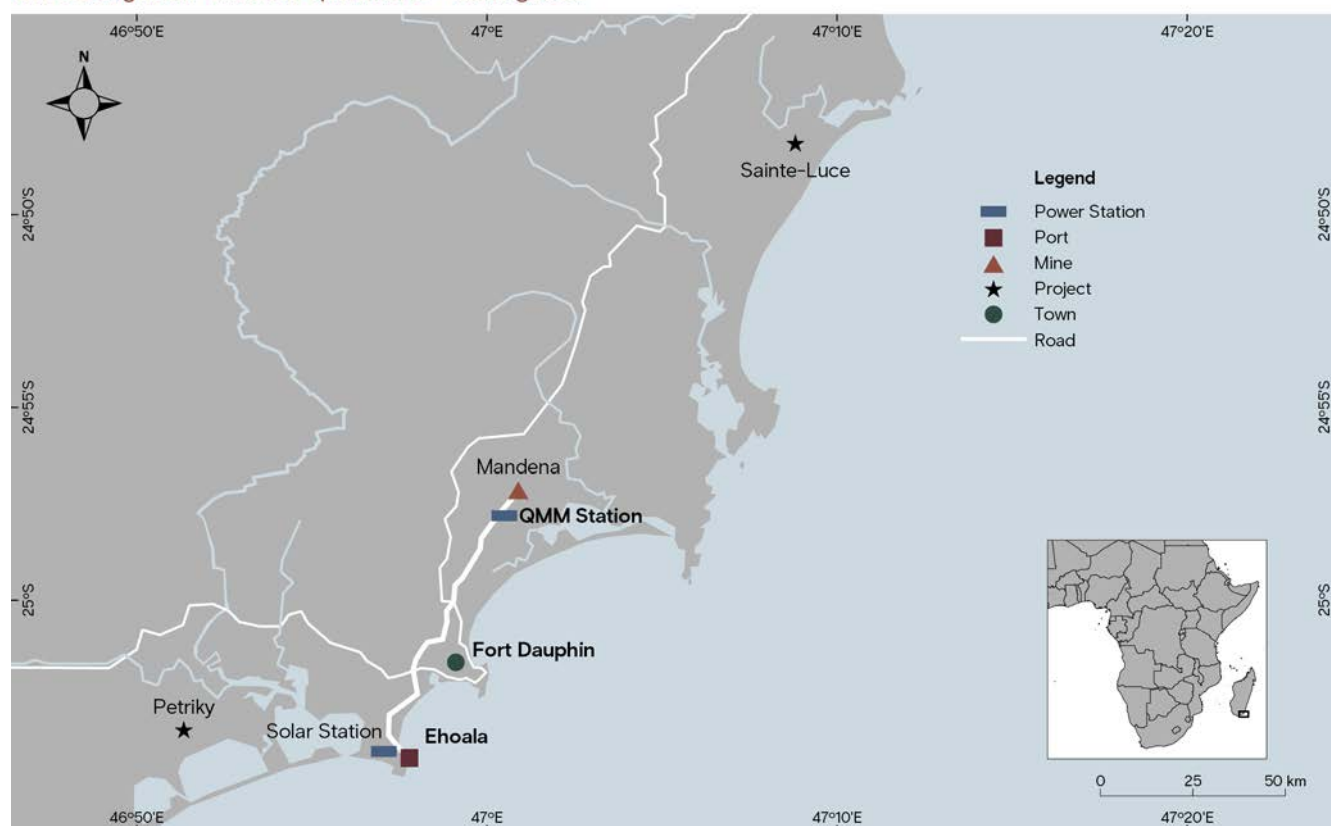 46°50'E 47°E 47°10'E 47°20'E
N
Sainte-Luce
24°50'S 24°50'S
Legend
Power Station
Port
Mine
Project
Town
Road
24°55'S 24°55'S
Mandena
QMM Station
25°S 25°S
Fort Dauphin
Petriky
Solar Station
Ehoala
0 25 50 km
46°50'E 47°E 47°10'E 47°20'E